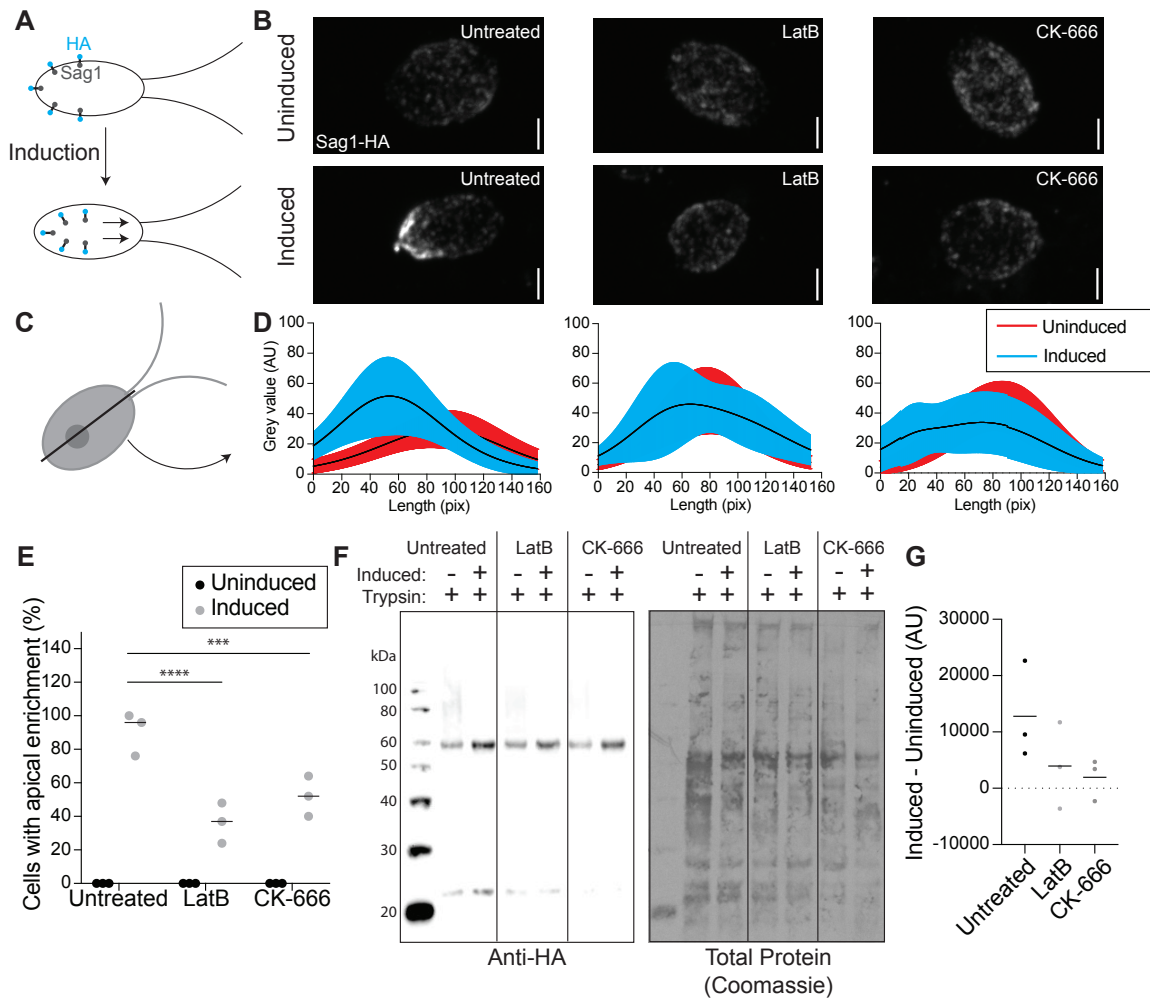 A
HA
Sag1
Induction
B
Uninduced
Untreated
LatB
CK-666
Sag1-HA
Induced
Untreated
LatB
CK-666
C
D
Uninduced
Induced
Grey value (AU)
100
80
60
40
20
0
0 20 40 60 80 100 120 140 160
Length (pix)
100
80
60
40
20
0
0 20 40 60 80 100 120 140 160
Length (pix)
100
80
60
40
20
0
0 20 40 60 80 100 120 140 160
Length (pix)
E
Uninduced
Induced
Cells with apical enrichment (%)
140
120
100
80
60
40
20
0
***
****
Untreated LatB CK-666
F
Untreated LatB CK-666 Untreated LatB CK-666
Induced: - + - + - + - + - + - +
Trypsin: + + + + + + + + + + + +
kDa
100
80
60
50
40
30
20
Anti-HA
Total Protein
(Coomassie)
G
Induced - Uninduced (AU)
30000
20000
10000
0
-10000
Untreated
LatB
CK-666